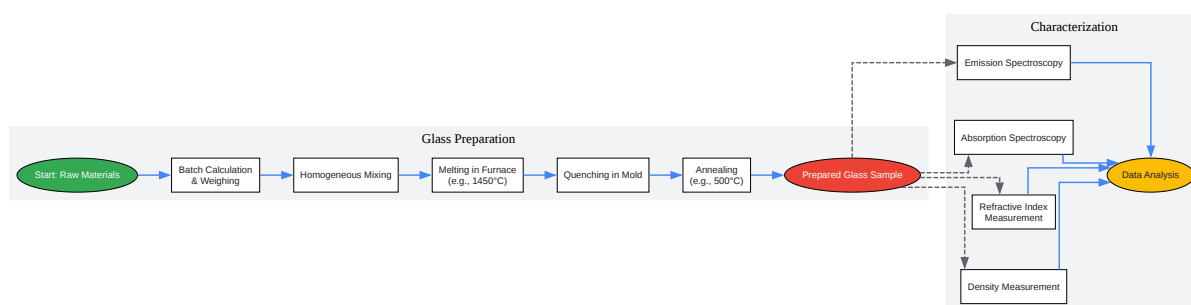 Characterization
Emission Spectroscopy
Glass Preparation
Absorption Spectroscopy
Start: Raw Materials
Batch Calculation
& Weighing
Homogeneous Mixing
Melting in Furnace
(e.g., 1450°C)
Quenching in Mold
Annealing
(e.g., 500°C)
Prepared Glass Sample
Data Analysis
Refractive Index
Measurement
Density Measurement